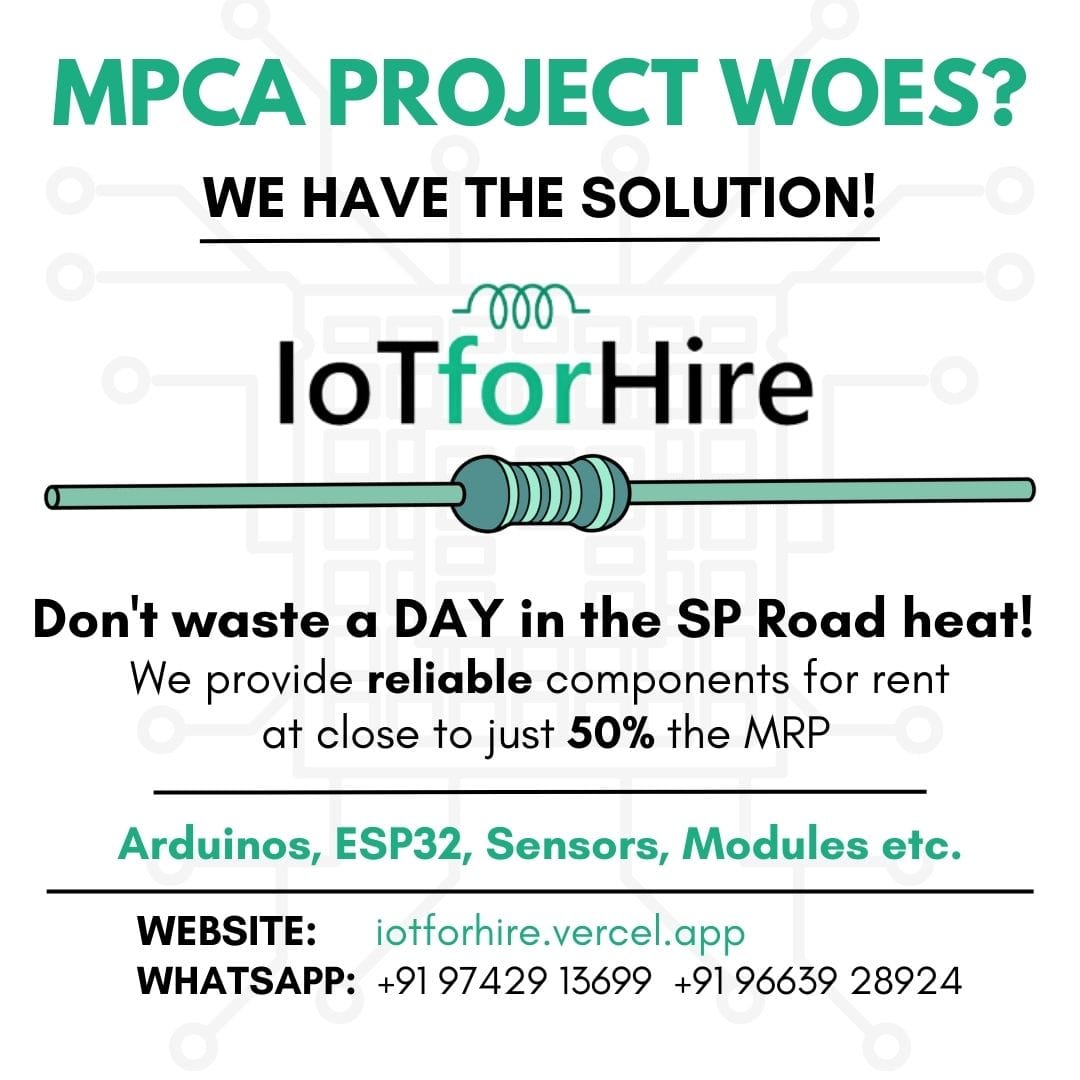 MPCA PROJECT WOES?
WE HAVE THE SOLUTION!
IoTforHire
Don't waste a DAY in the SP Road heat!
We provide reliable components for rent
at close to just 50% the MRP
Arduinos, ESP32, Sensors, Modules etc.
WEBSITE: iotforhire.vercel.app
WHATSAPP: +91 97429 13699 +91 96639 28924